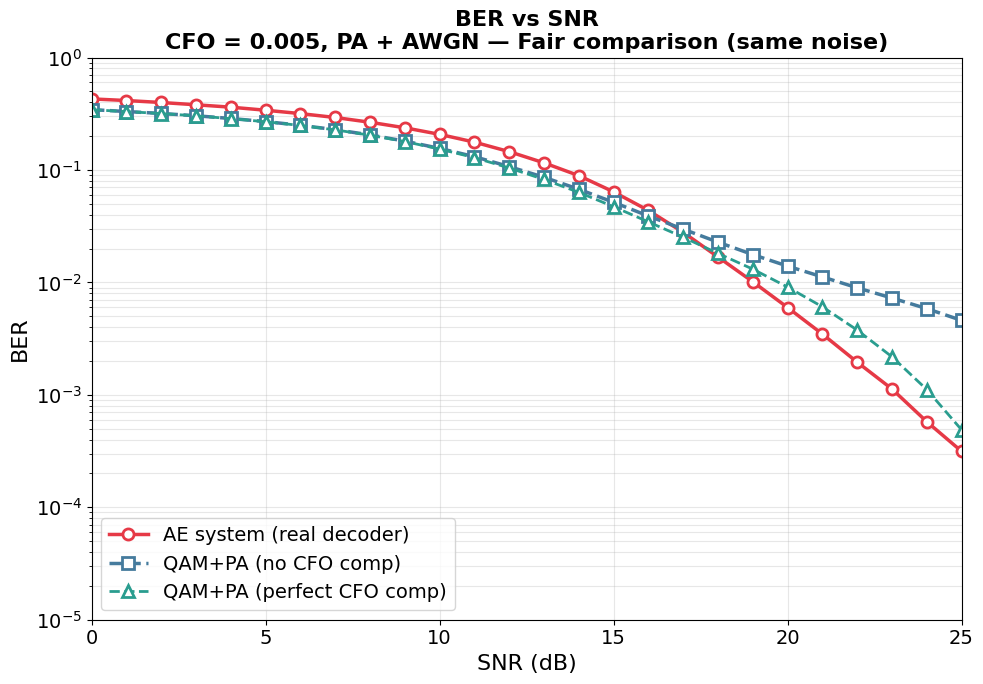 BER vs SNR
CFO = 0.005, PA + AWGN — Fair comparison (same noise)
10⁰
10⁻¹
10⁻²
10⁻³
10⁻⁴
10⁻⁵
BER
AE system (real decoder)
QAM+PA (no CFO comp)
QAM+PA (perfect CFO comp)
0 5 10 15 20 25
SNR (dB)